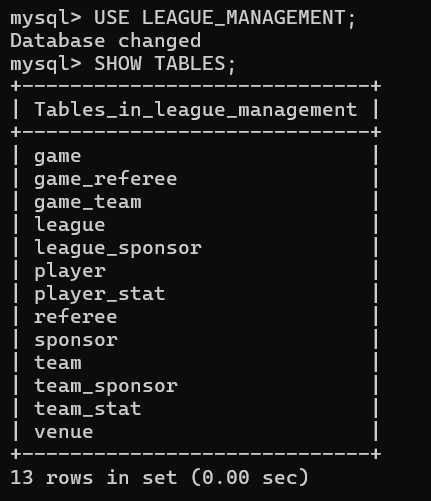 mysql> USE LEAGUE_MANAGEMENT;
Database changed
mysql> SHOW TABLES;
+-----------------------------+
| Tables_in_league_management |
+-----------------------------+
| game                        |
| game_referee                |
| game_team                   |
| league                      |
| league_sponsor              |
| player                      |
| player_stat                 |
| referee                     |
| sponsor                     |
| team                        |
| team_sponsor                |
| team_stat                   |
| venue                       |
+-----------------------------+
13 rows in set (0.00 sec)